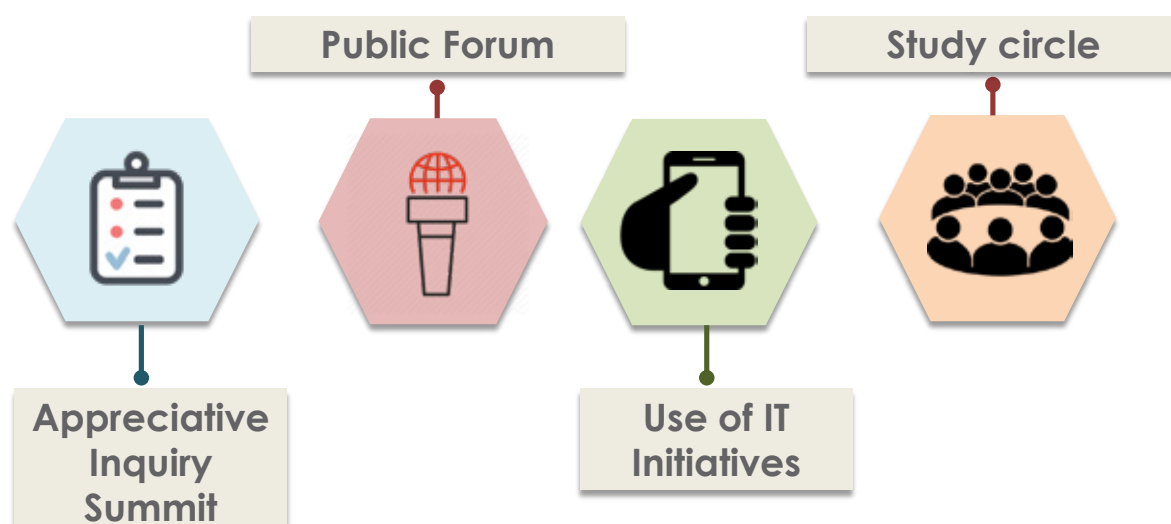 Public Forum
Study circle
Appreciative
Inquiry
Summit
Use of IT
Initiatives